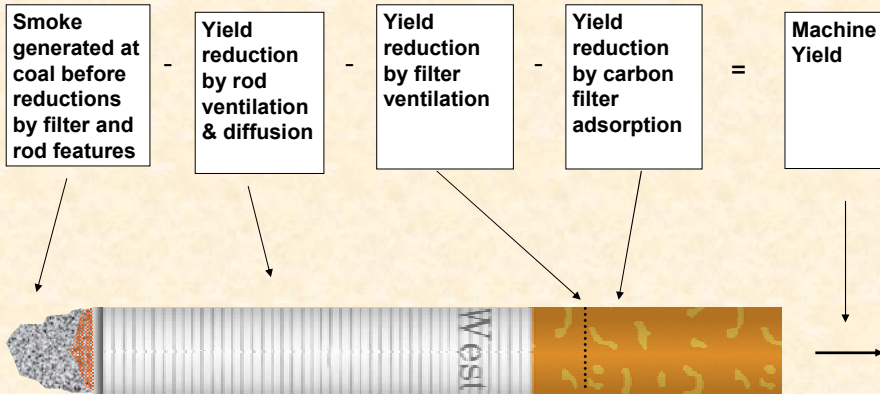 Smoke
generated at
coal before
reductions
by filter and
rod features
-
Yield
reduction
by rod
ventilation
& diffusion
-
Yield
reduction
by filter
ventilation
-
Yield
reduction
by carbon
filter
adsorption
=
Machine
Yield
West